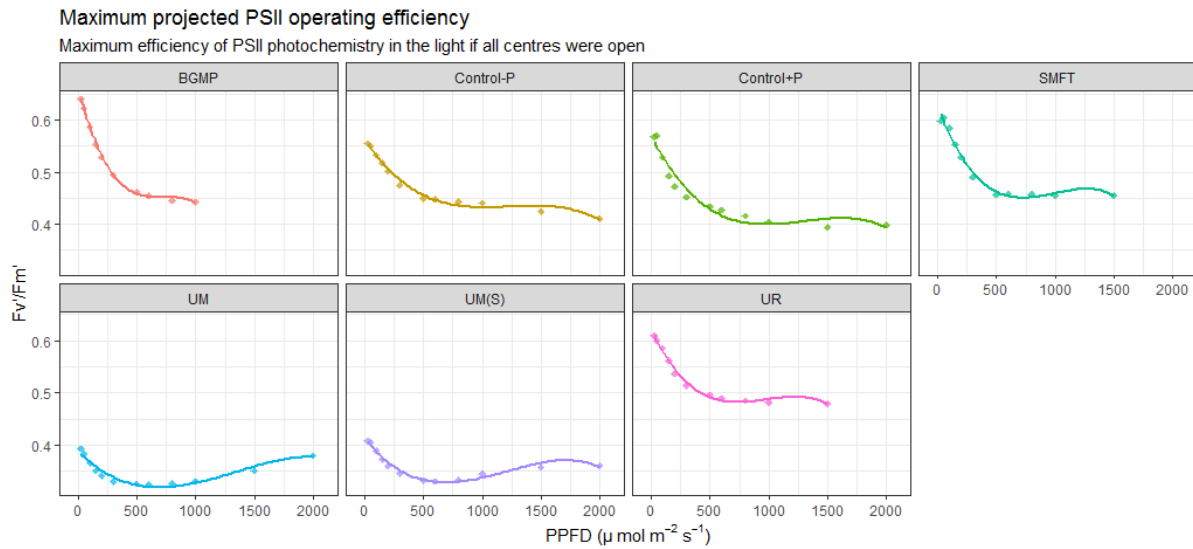 Maximum projected PSII operating efficiency
Maximum efficiency of PSII photochemistry in the light if all centres were open
BGMP Control-P Control+P SMFT
0.6
0.5
0.4
0 500 1000 1500 2000
UM UM(S) UR
0.6
0.5
0.4
0 500 1000 1500 2000 0 500 1000 1500 2000 0 500 1000 1500 2000
Fv'/Fm'
PPFD (μ mol m⁻² s⁻¹)